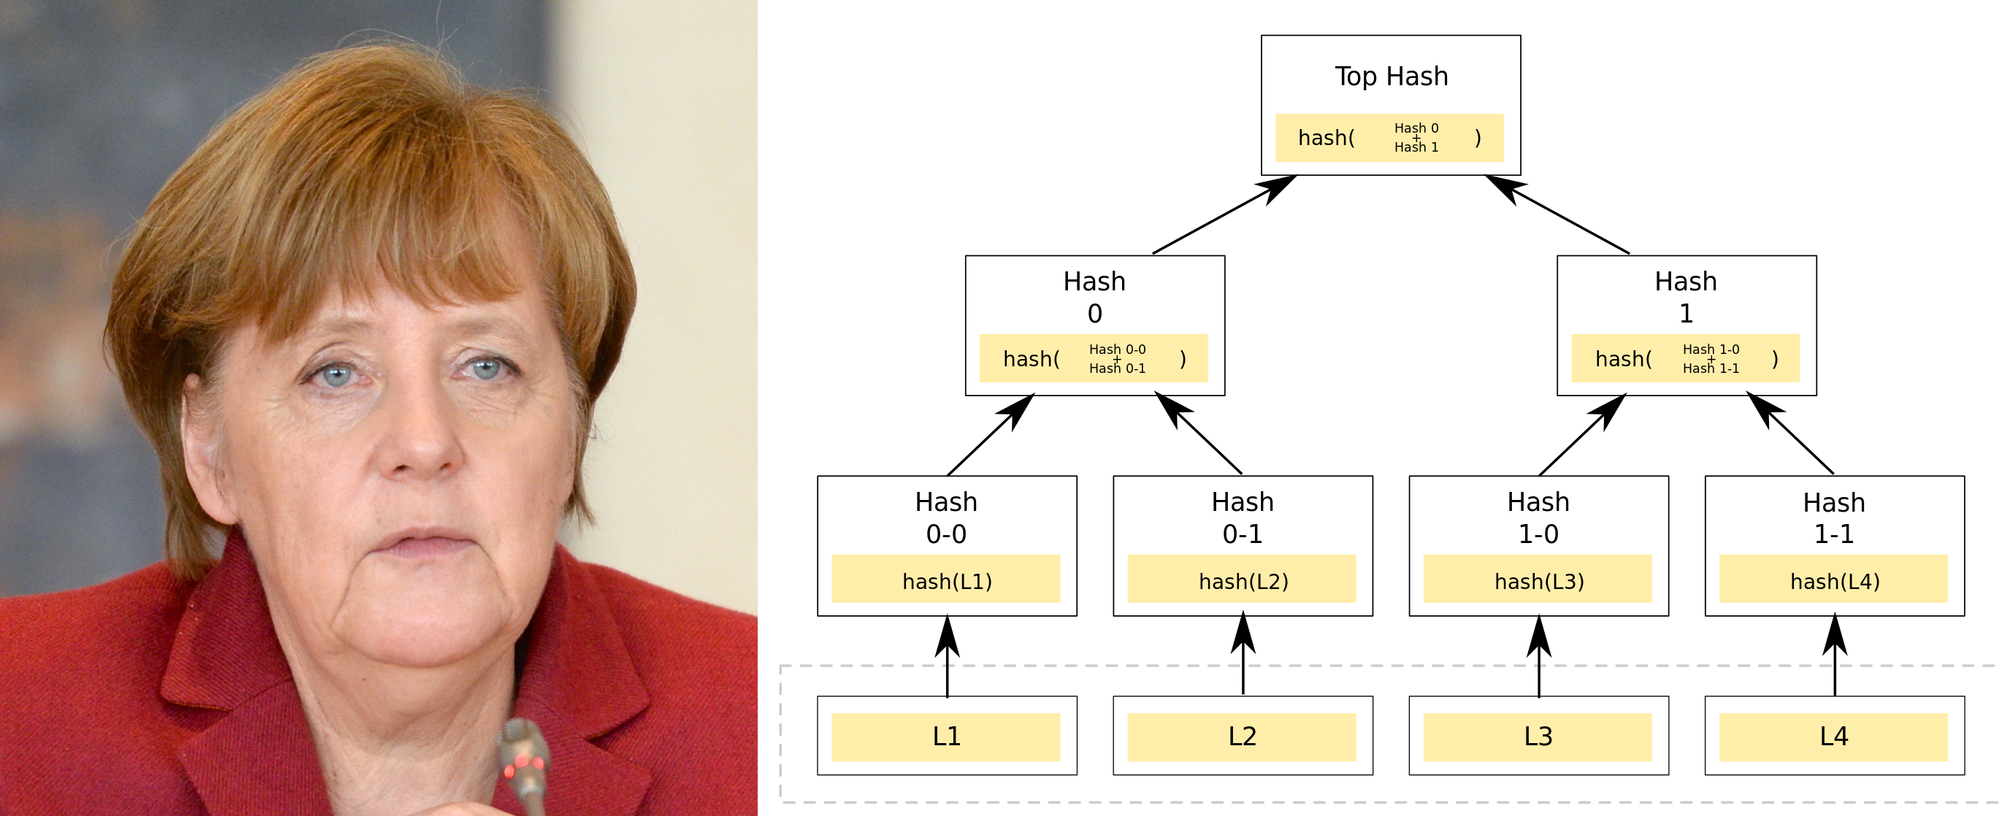 Top Hash
hash( Hash 0 + Hash 1 )
Hash
0
hash( Hash 0-0 + Hash 0-1 )
Hash
1
hash( Hash 1-0 + Hash 1-1 )
Hash
0-0
hash(L1)
Hash
0-1
hash(L2)
Hash
1-0
hash(L3)
Hash
1-1
hash(L4)
L1
L2
L3
L4